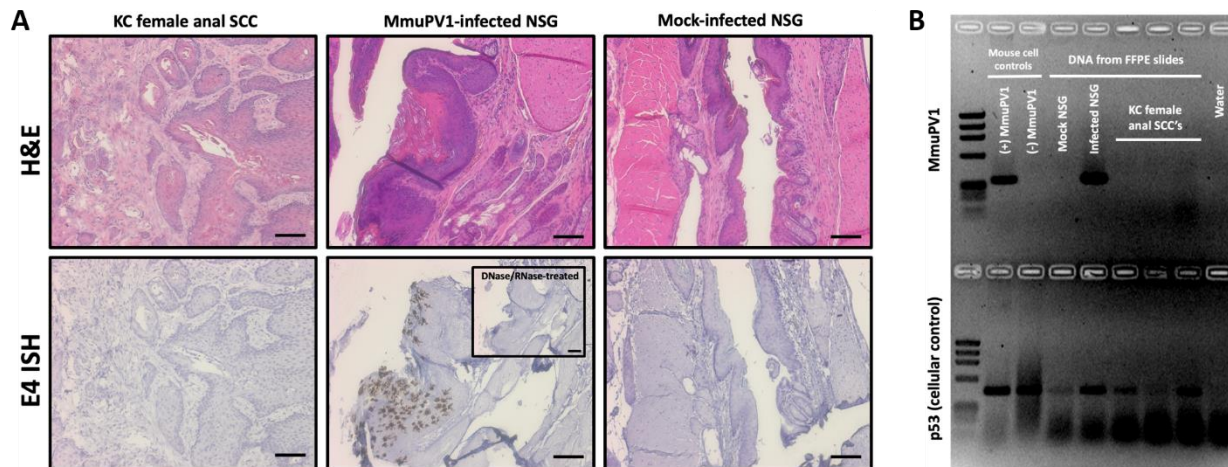 A
KC female anal SCC
MmuPV1-infected NSG
Mock-infected NSG
H&E
E4 ISH
DNase/RNase-treated
B
Mouse cell
controls
DNA from FFPE slides
(+) MmuPV1
(-) MmuPV1
Mock NSG
Infected NSG
KC female
anal SCC's
Water
MmuPV1
p53 (cellular control)